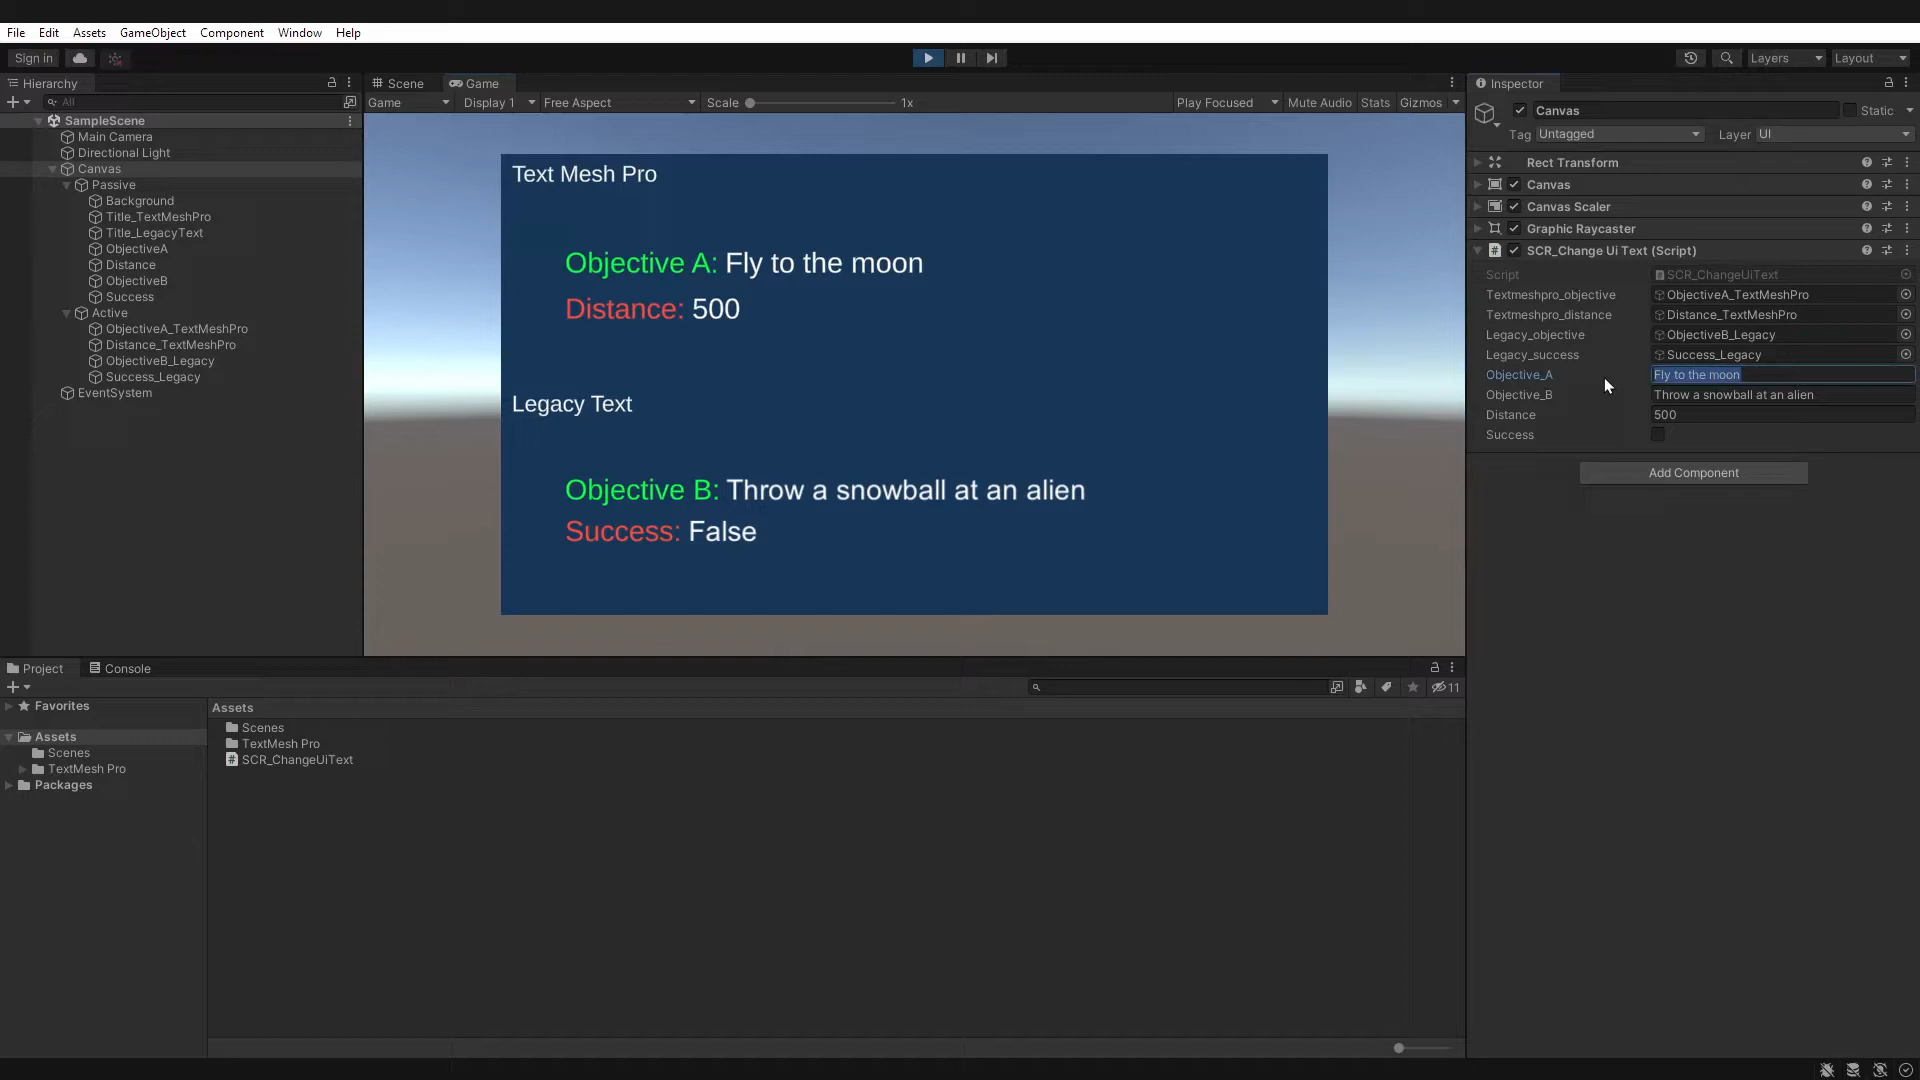 File Edit Assets GameObject Component Window Help
Sign in
Layers Layout
Hierarchy
All
SampleScene
Main Camera
Directional Light
Canvas
Passive
Background
Title_TextMeshPro
Title_LegacyText
ObjectiveA
Distance
ObjectiveB
Success
Active
ObjectiveA_TextMeshPro
Distance_TextMeshPro
ObjectiveB_Legacy
Success_Legacy
EventSystem
Scene Game
Game Display 1 Free Aspect Scale 1x Play Focused Mute Audio Stats Gizmos
Text Mesh Pro
Objective A: Fly to the moon
Distance: 500
Legacy Text
Objective B: Throw a snowball at an alien
Success: False
Inspector
Canvas Static
Tag Untagged Layer UI
Rect Transform
Canvas
Canvas Scaler
Graphic Raycaster
SCR_Change Ui Text (Script)
Script SCR_ChangeUiText
Textmeshpro_objective ObjectiveA_TextMeshPro
Textmeshpro_distance Distance_TextMeshPro
Legacy_objective ObjectiveB_Legacy
Legacy_success Success_Legacy
Objective_A Fly to the moon
Objective_B Throw a snowball at an alien
Distance 500
Success
Add Component
Project Console
11
Favorites
Assets
Scenes
TextMesh Pro
Packages
Assets
Scenes
TextMesh Pro
SCR_ChangeUiText